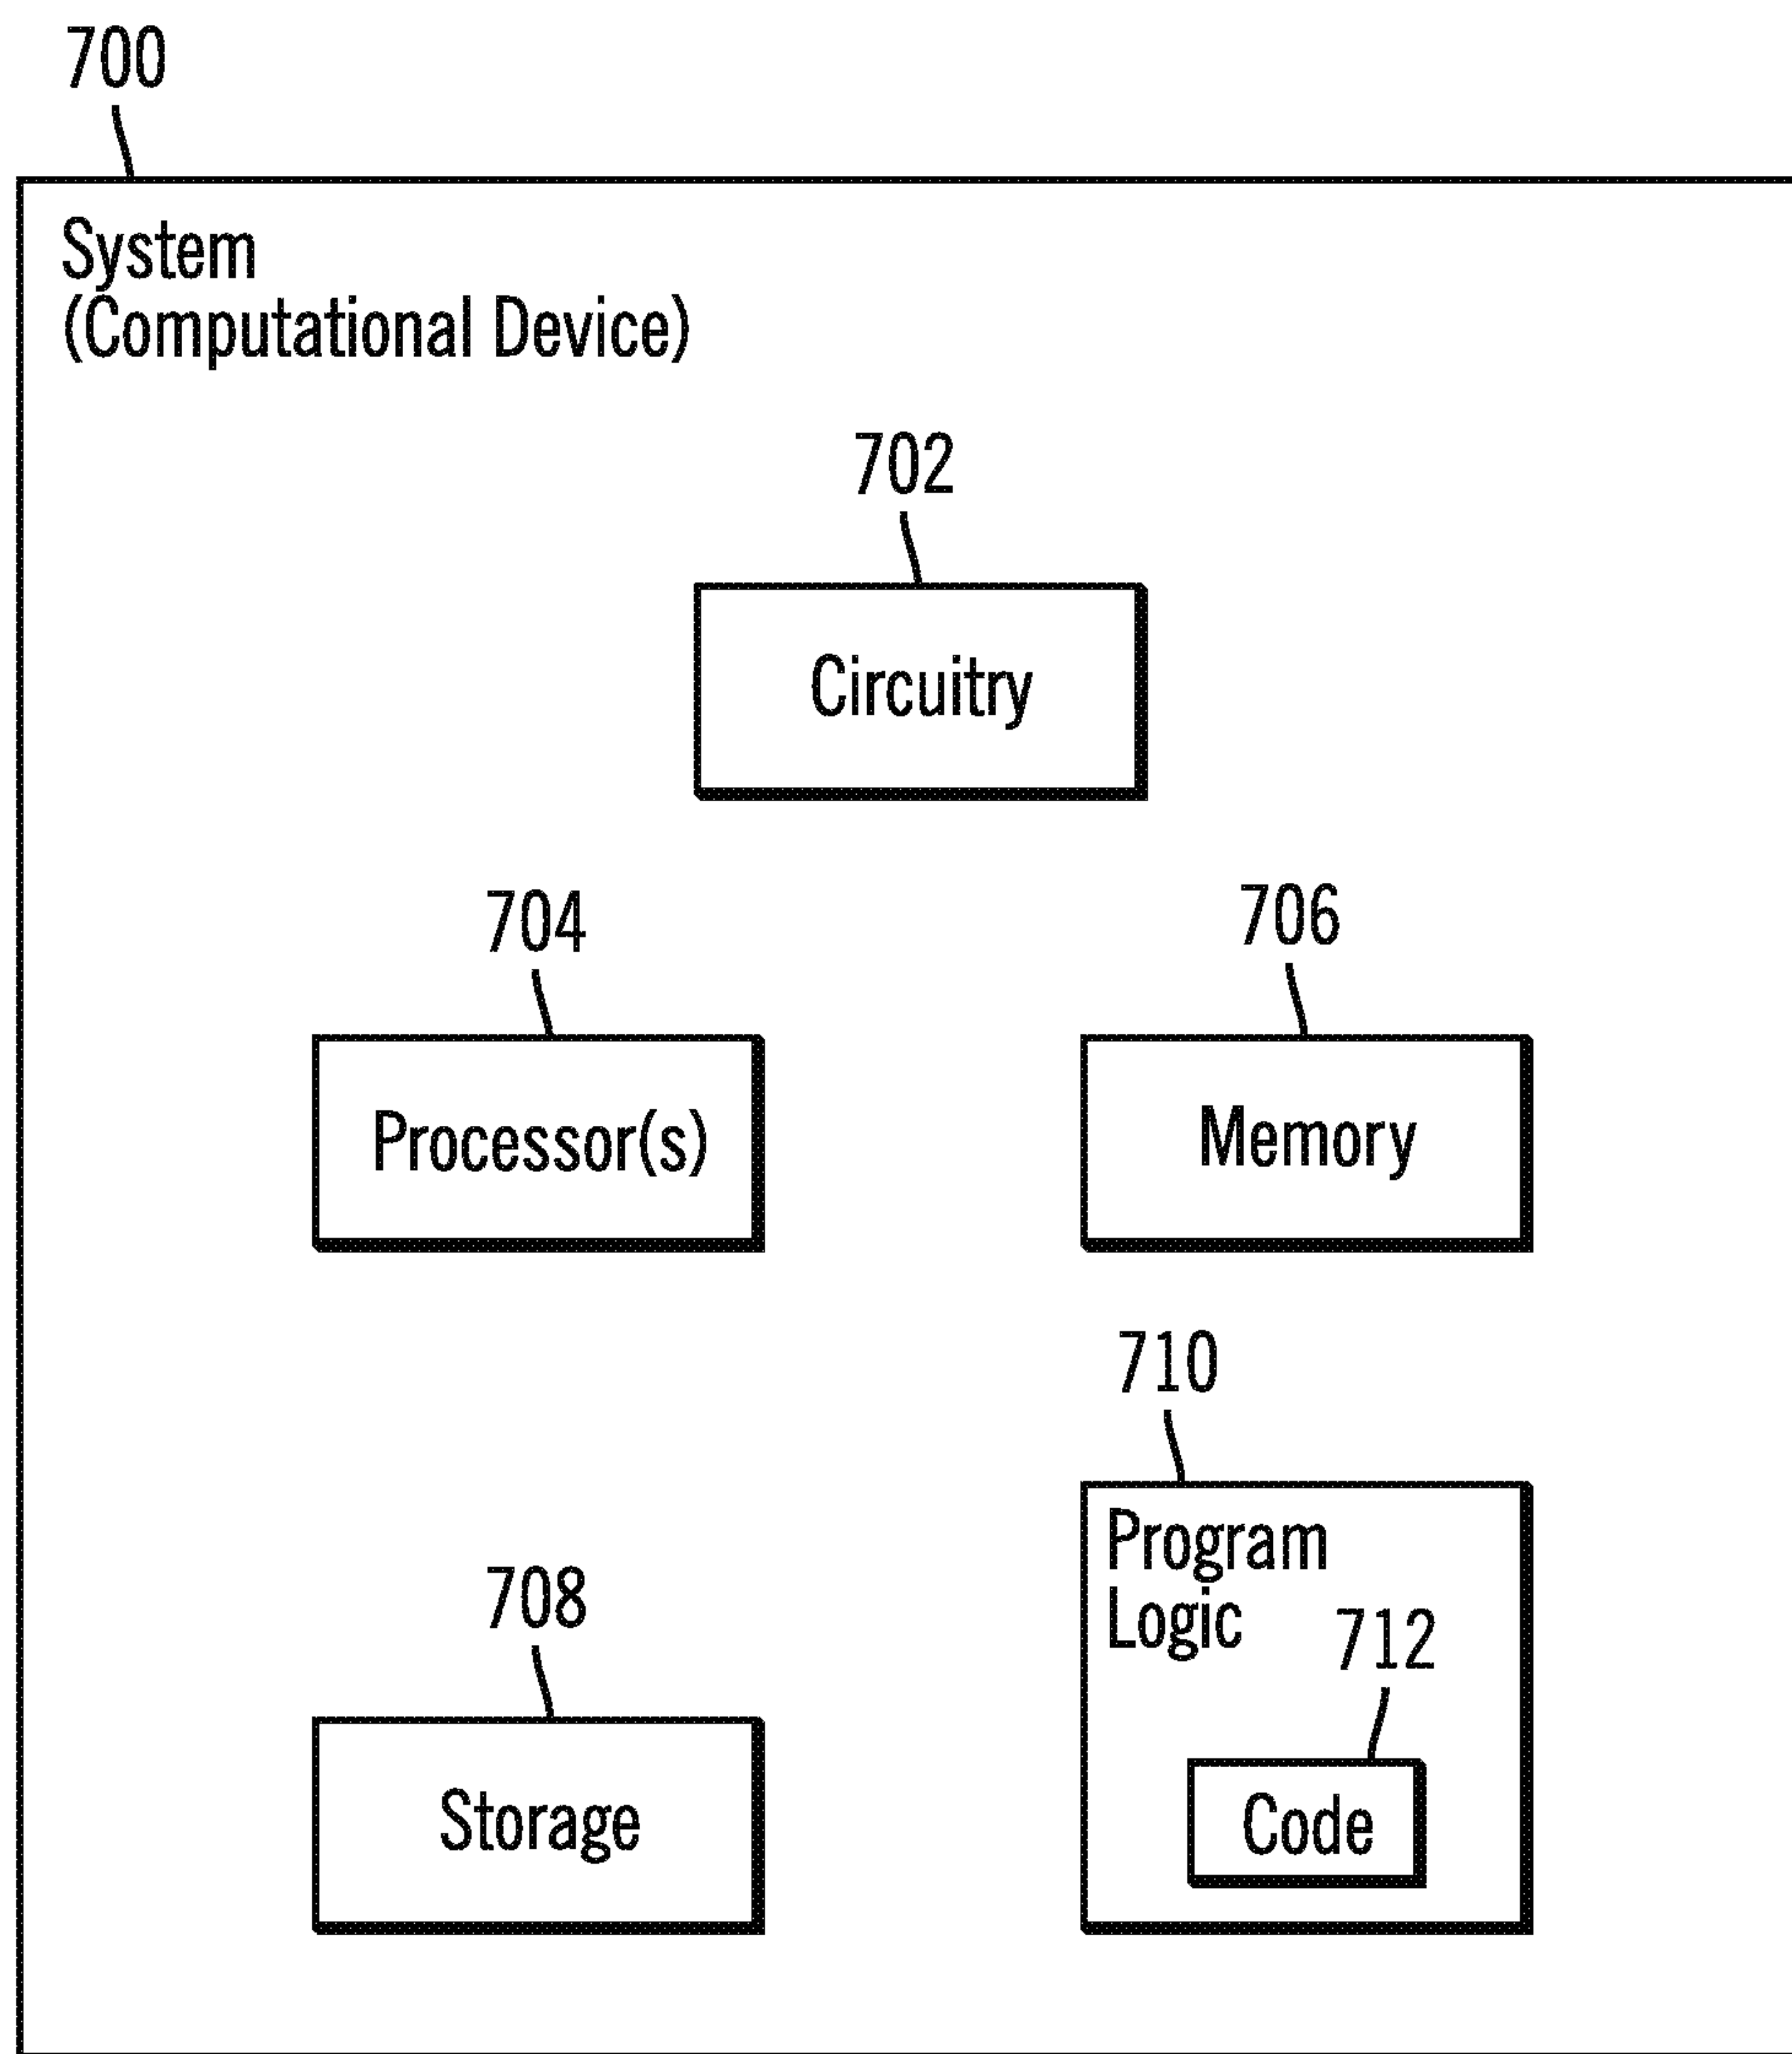 700
System
(Computational Device)
702
Circuitry
704
Processor(s)
706
Memory
708
Storage
710
Program
Logic
712
Code